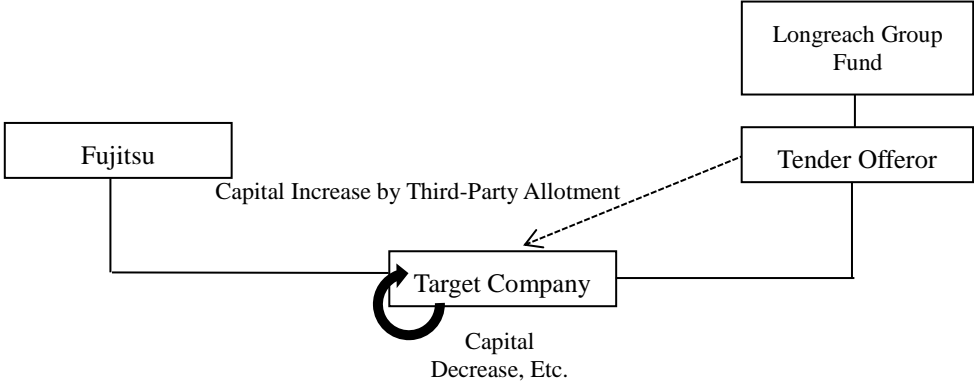 Longreach Group
Fund
Fujitsu
Tender Offeror
Capital Increase by Third-Party Allotment
Target Company
Capital
Decrease, Etc.